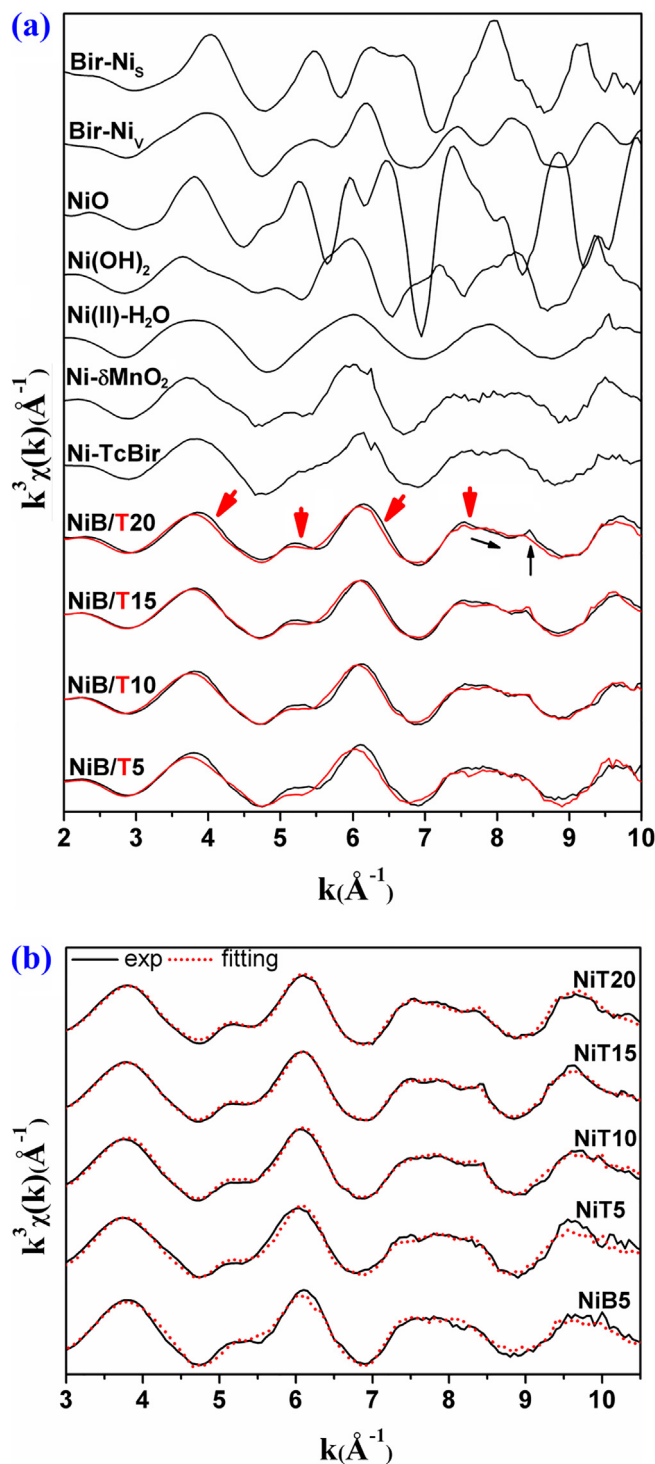 (a)
Bir-Niₛ
Bir-Niᵥ
NiO
Ni(OH)₂
Ni(II)-H₂O
Ni-δMnO₂
Ni-TcBir
NiB/T20
NiB/T15
NiB/T10
NiB/T5
k³χ(k)(Å⁻¹)
2 3 4 5 6 7 8 9 10
k(Å⁻¹)
(b)
exp fitting
NiT20
NiT15
NiT10
NiT5
NiB5
k³χ(k)(Å⁻¹)
3 4 5 6 7 8 9 10
k(Å⁻¹)